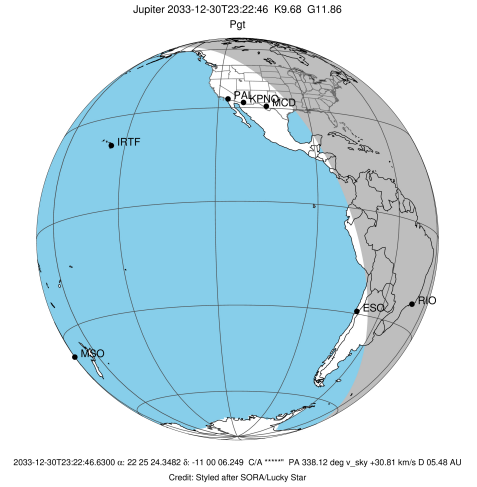 Jupiter 2033-12-30T23:22:46 K9.68 G11.86
Pgt
PAL
KPNO
MCD
IRTF
ESO
RIO
MSO
2033-12-30T23:22:46.6300 α: 22 25 24.3482 δ: -11 00 06.249 C/A *****" PA 338.12 deg v_sky +30.81 km/s D 05.48 AU
Credit: Styled after SORA/Lucky Star